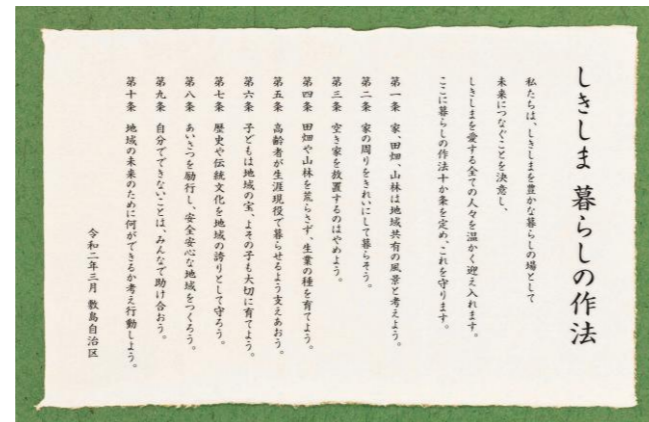 しきしま 暮らしの作法
私たちは、しきしまを豊かな暮らしの場として
未来につなぐことを決意し、
しきしまを愛する全ての人々を温かく迎え入れます。
ここに暮らしの作法十か条を定め、これを守ります。
第一条 家、田畑、山林は地域共有の風景と考えよう。
第二条 家の周りをきれいにして暮らそう。
第三条 空き家を放置するのはやめよう。
第四条 田畑や山林を荒らさず、生業の種を育てよう。
第五条 高齢者が生涯現役で暮らせるよう支えあおう。
第六条 子どもは地域の宝、よその子も大切に育てよう。
第七条 歴史や伝統文化を地域の誇りとして守ろう。
第八条 あいさつを励行し、安全安心な地域をつくろう。
第九条 自分でできないことは、みんなで助け合おう。
第十条 地域の未来のために何ができるか考え行動しよう。
令和二年三月 敷島自治区